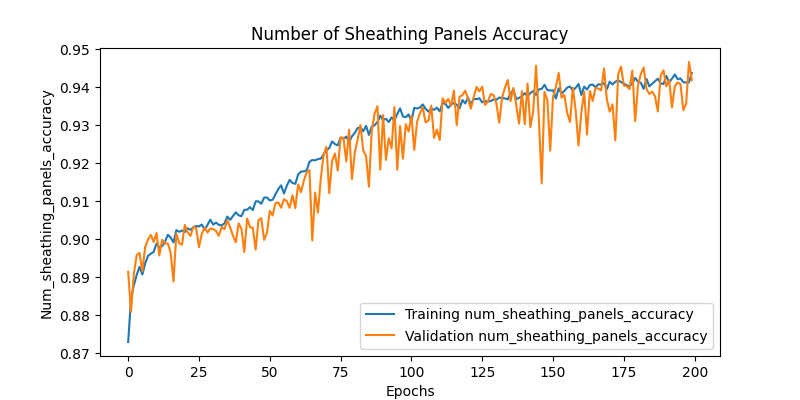 Number of Sheathing Panels Accuracy
0.95
0.94
0.93
0.92
0.91
0.90
0.89
0.88
0.87
Num_sheathing_panels_accuracy
Training num_sheathing_panels_accuracy
Validation num_sheathing_panels_accuracy
0 25 50 75 100 125 150 175 200
Epochs